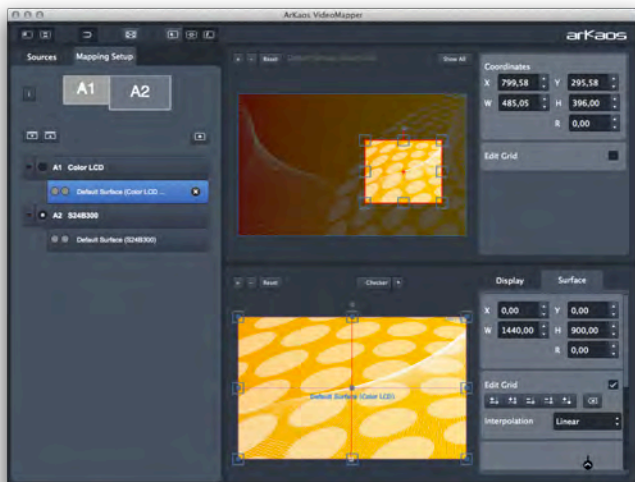 ArKaos VideoMapper
arKaos
Sources
Mapping Setup
A1
A2
A1 Color LCD
Default Surface (Color LCD ...
A2 S24B300
Default Surface (S24B300)
Reset
Show All
Coordinates
X 799,58 Y 295,58
W 485,05 H 396,00
R 0,00
Edit Grid
Reset
Checker
Default Surface (Color LCD)
Display
Surface
X 0,00 Y 0,00
W 1440,00 H 900,00
R 0,00
Edit Grid
Interpolation Linear